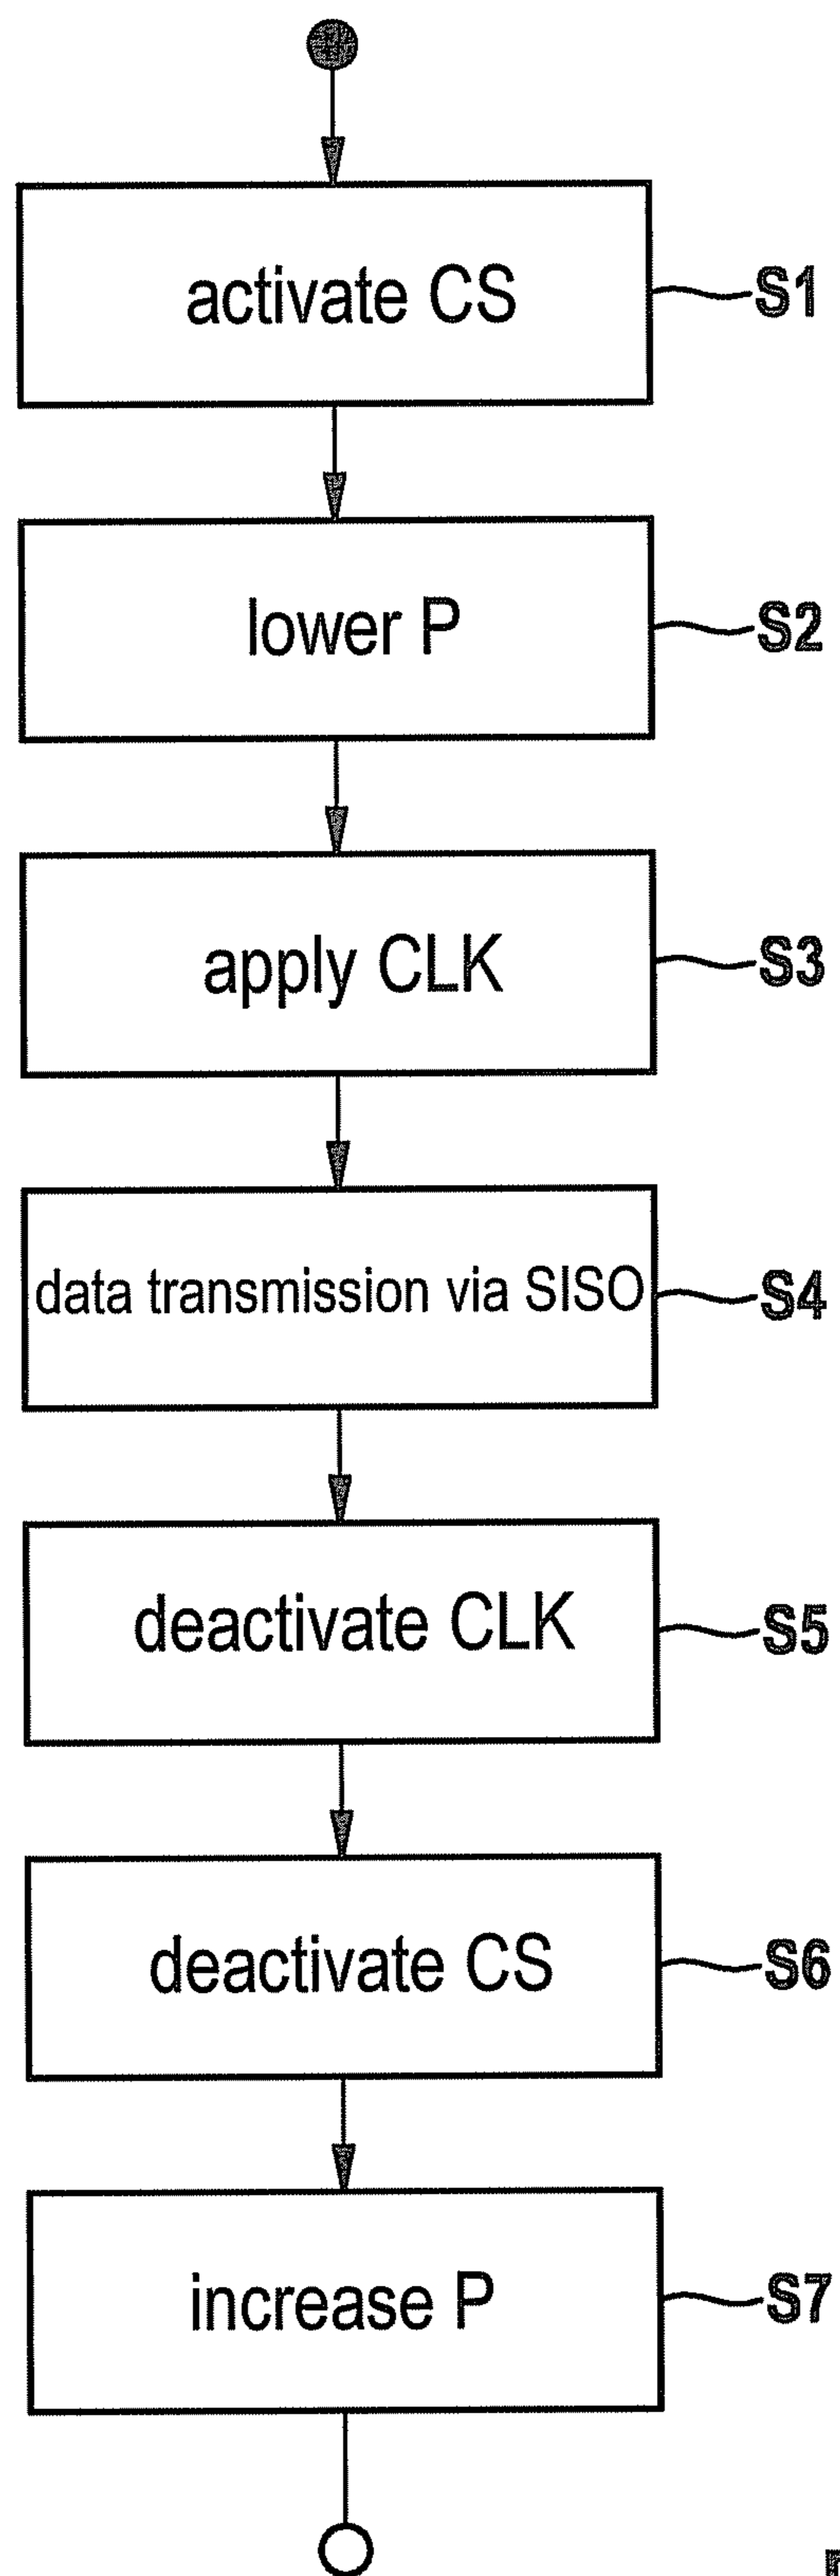 activate CS
S1
lower P
S2
apply CLK
S3
data transmission via SISO
S4
deactivate CLK
S5
deactivate CS
S6
increase P
S7